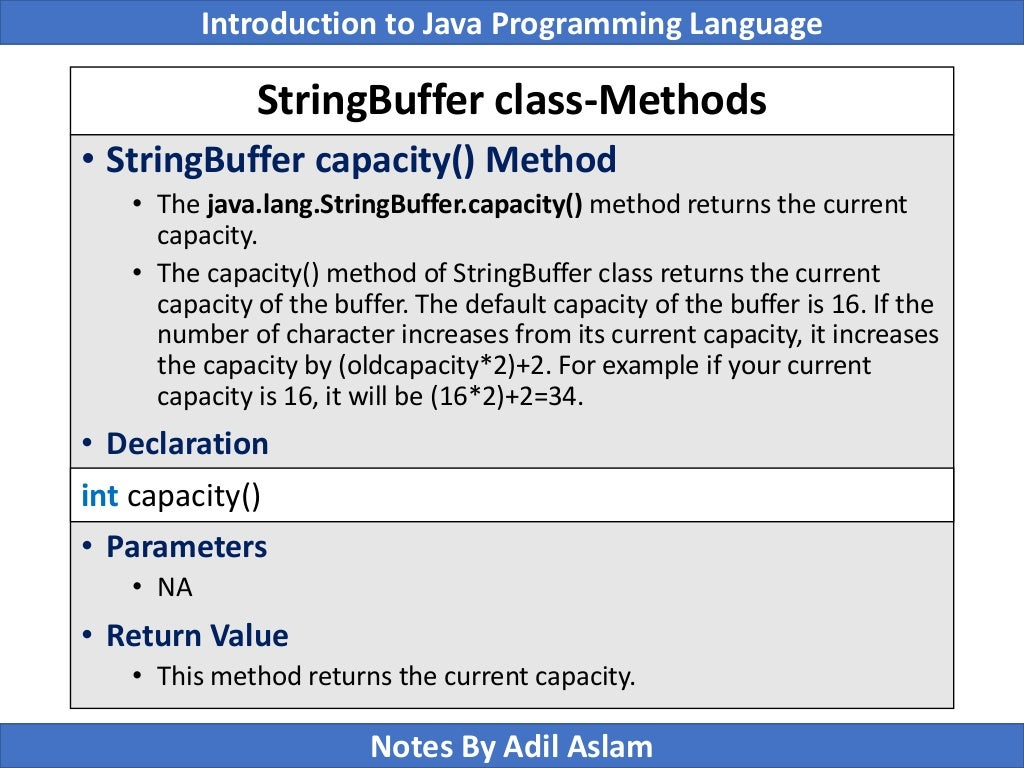 Introduction to Java Programming Language
StringBuffer class-Methods
• StringBuffer capacity() Method
• The java.lang.StringBuffer.capacity() method returns the current
capacity.
• The capacity() method of StringBuffer class returns the current
capacity of the buffer. The default capacity of the buffer is 16. If the
number of character increases from its current capacity, it increases
the capacity by (oldcapacity*2)+2. For example if your current
capacity is 16, it will be (16*2)+2=34.
• Declaration
int capacity()
• Parameters
• NA
• Return Value
• This method returns the current capacity.
Notes By Adil Aslam